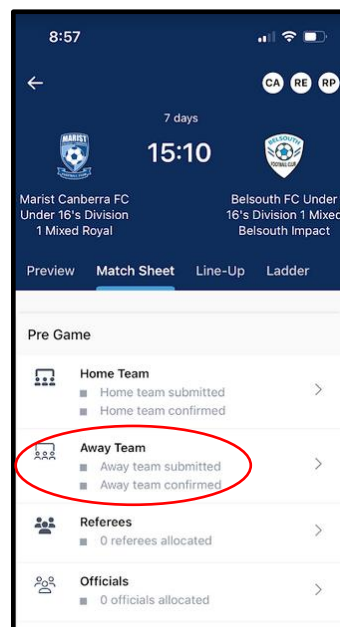 8:57
CA RE RP
7 days
15:10
MARIST
BELSOUTH
FOOTBALL CLUB
Marist Canberra FC
Under 16's Division
1 Mixed Royal
Belsouth FC Under
16's Division 1 Mixed
Belsouth Impact
Preview Match Sheet Line-Up Ladder
Pre Game
Home Team
Home team submitted
Home team confirmed
Away Team
Away team submitted
Away team confirmed
Referees
0 referees allocated
Officials
0 officials allocated